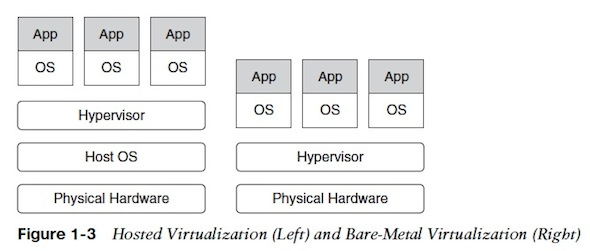 App App App
OS OS OS
Hypervisor
Host OS
Physical Hardware
App App App
OS OS OS
Hypervisor
Physical Hardware
Figure 1-3 Hosted Virtualization (Left) and Bare-Metal Virtualization (Right)